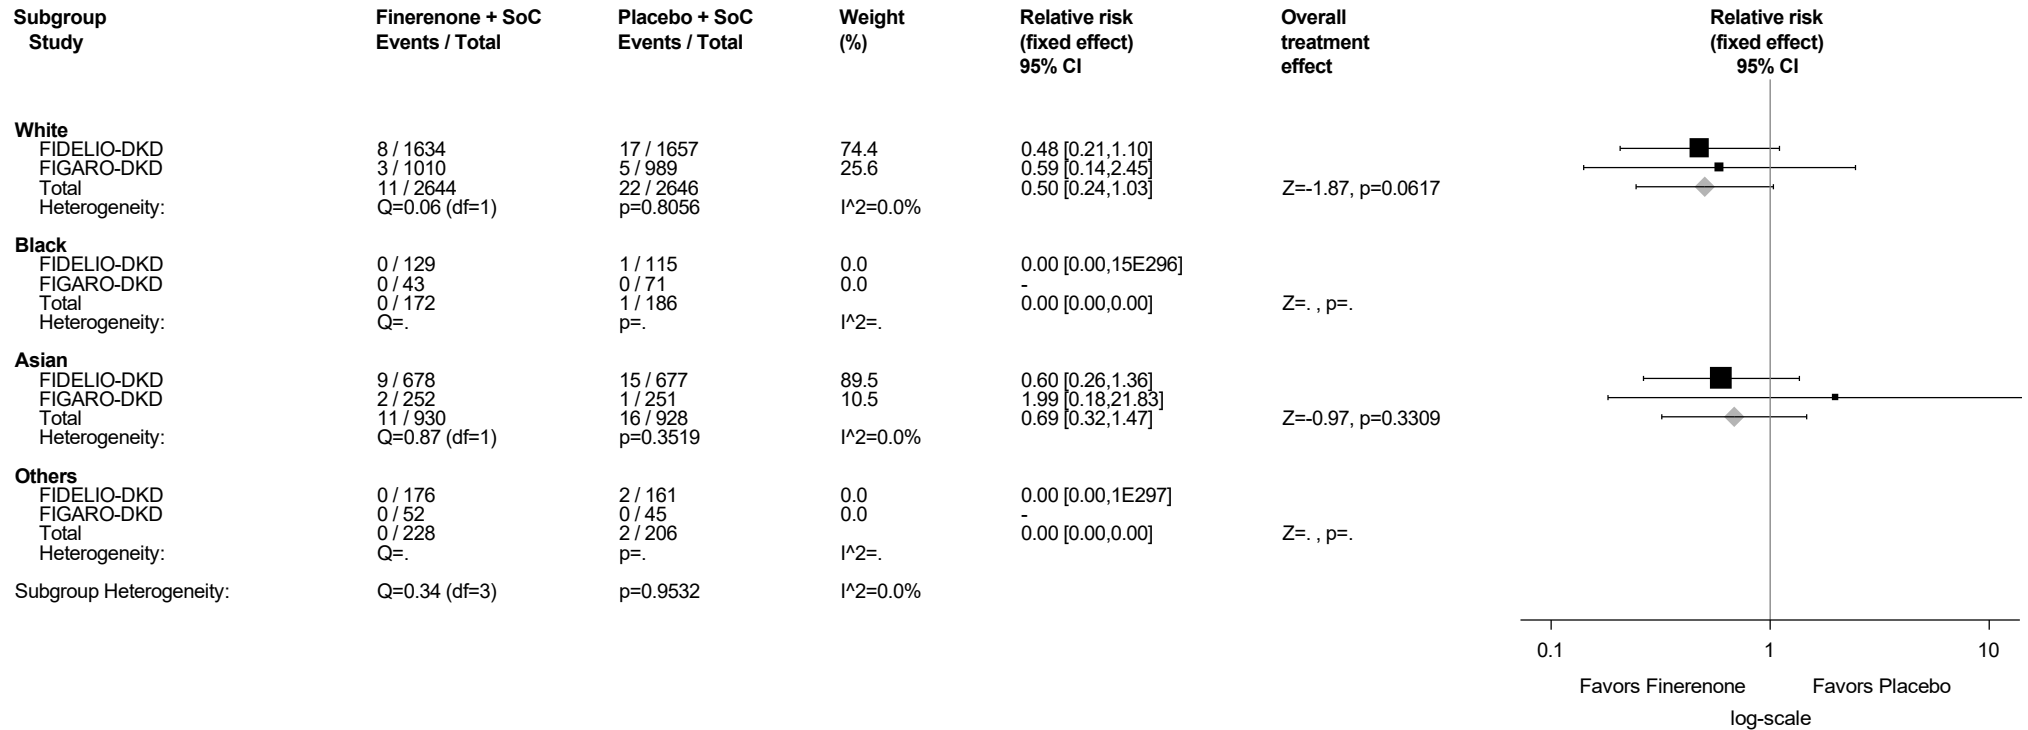 Subgroup Finerenone + SoC Placebo + SoC Weight Relative risk Overall Relative risk
Study Events / Total Events / Total (%) (fixed effect) treatment (fixed effect)
95% CI effect 95% CI
White
FIDELIO-DKD 8 / 1634 17 / 1657 74.4 0.48 [0.21,1.10]
FIGARO-DKD 3 / 1010 5 / 989 25.6 0.59 [0.14,2.45]
Total 11 / 2644 22 / 2646 0.50 [0.24,1.03] Z=-1.87, p=0.0617
Heterogeneity: Q=0.06 (df=1) p=0.8056 I^2=0.0%
Black
FIDELIO-DKD 0 / 129 1 / 115 0.0 0.00 [0.00,15E296]
FIGARO-DKD 0 / 43 0 / 71 0.0 -
Total 0 / 172 1 / 186 0.00 [0.00,0.00] Z=. , p=.
Heterogeneity: Q=. p=. I^2=.
Asian
FIDELIO-DKD 9 / 678 15 / 677 89.5 0.60 [0.26,1.36]
FIGARO-DKD 2 / 252 1 / 251 10.5 1.99 [0.18,21.83]
Total 11 / 930 16 / 928 0.69 [0.32,1.47] Z=-0.97, p=0.3309
Heterogeneity: Q=0.87 (df=1) p=0.3519 I^2=0.0%
Others
FIDELIO-DKD 0 / 176 2 / 161 0.0 0.00 [0.00,1E297]
FIGARO-DKD 0 / 52 0 / 45 0.0 -
Total 0 / 228 2 / 206 0.00 [0.00,0.00] Z=. , p=.
Heterogeneity: Q=. p=. I^2=.
Subgroup Heterogeneity: Q=0.34 (df=3) p=0.9532 I^2=0.0%
0.1 1 10
Favors Finerenone Favors Placebo
log-scale